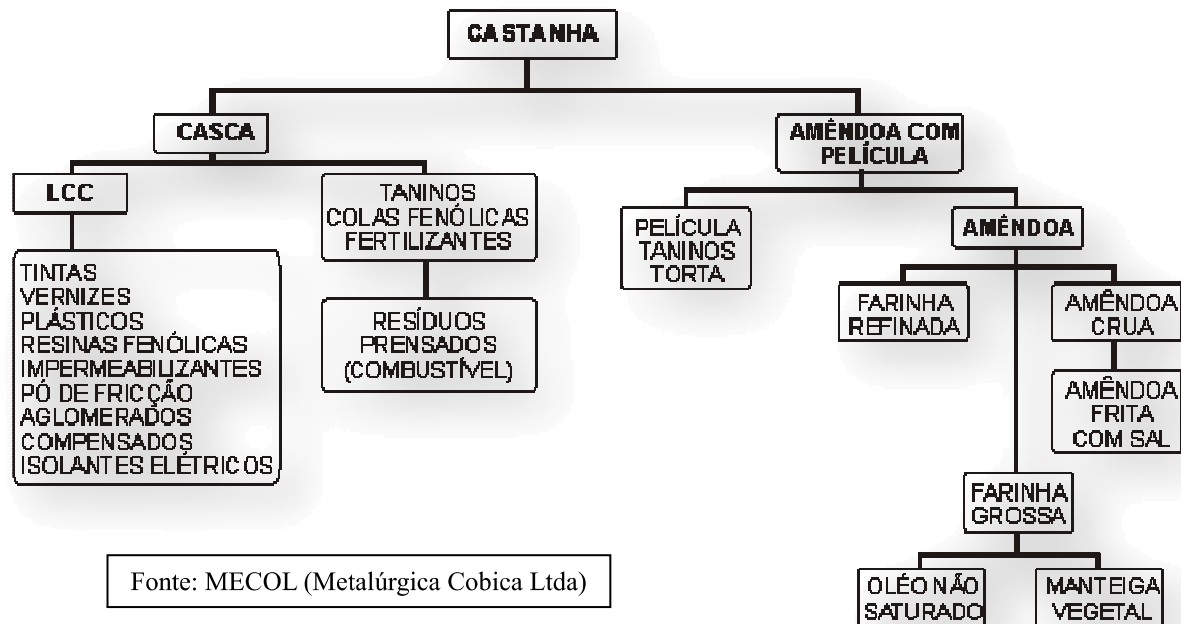 CASTANHA
CASCA
LCC
TINTAS
VERNIZES
PLÁSTICOS
RESINAS FENÓLICAS
IMPERMEABILIZANTES
PÓ DE FRICÇÃO
AGLOMERADOS
COMPENSADOS
ISOLANTES ELÉTRICOS
TANINOS
COLAS FENÓLICAS
FERTILIZANTES
RESÍDUOS
PRENSADOS
(COMBUSTÍVEL)
AMÊNDOA COM
PELÍCULA
PELÍCULA
TANINOS
TORTA
AMÊNDOA
FARINHA
REFINADA
AMÊNDOA
CRUA
AMÊNDOA
FRITA
COM SAL
FARINHA
GROSSA
OLÉO NÃO
SATURADO
MANTEIGA
VEGETAL
Fonte: MECOL (Metalúrgica Cobica Ltda)